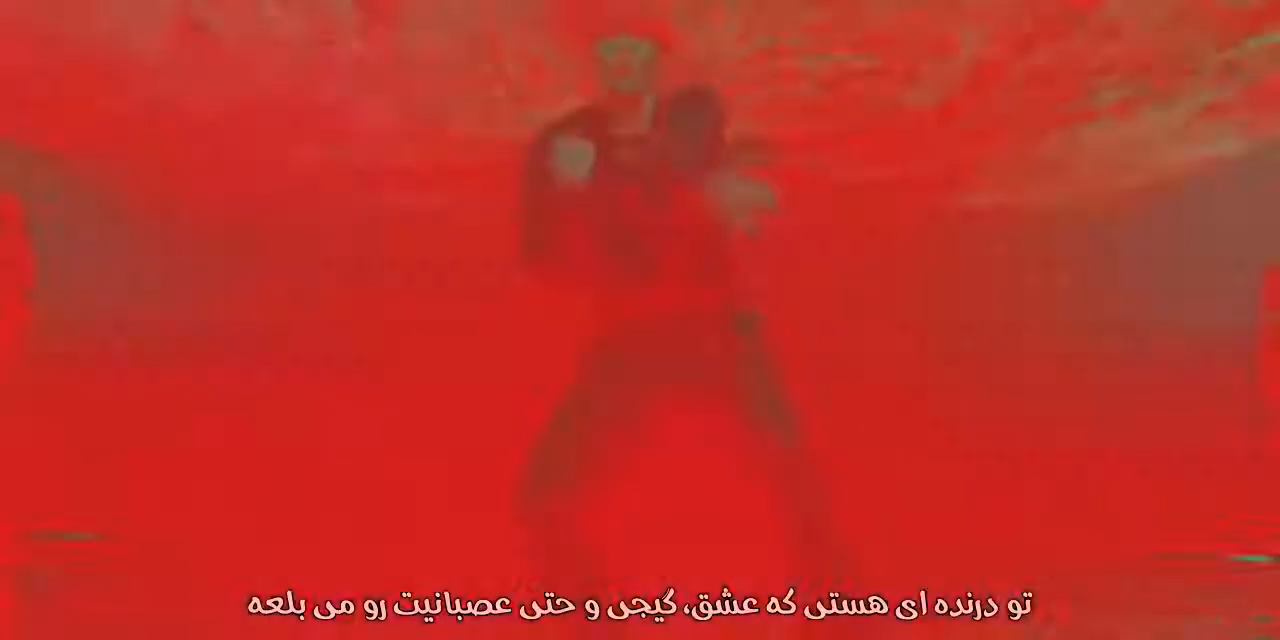 تو درنده ای هستی که عشق، گیجی و حتی عصبانیت رو می بلعه